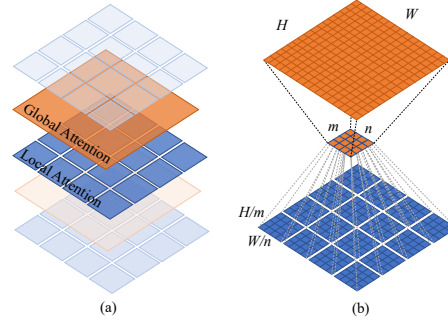 Global Attention
Local Attention
(a)
H
W
m
n
H/m
W/n
(b)